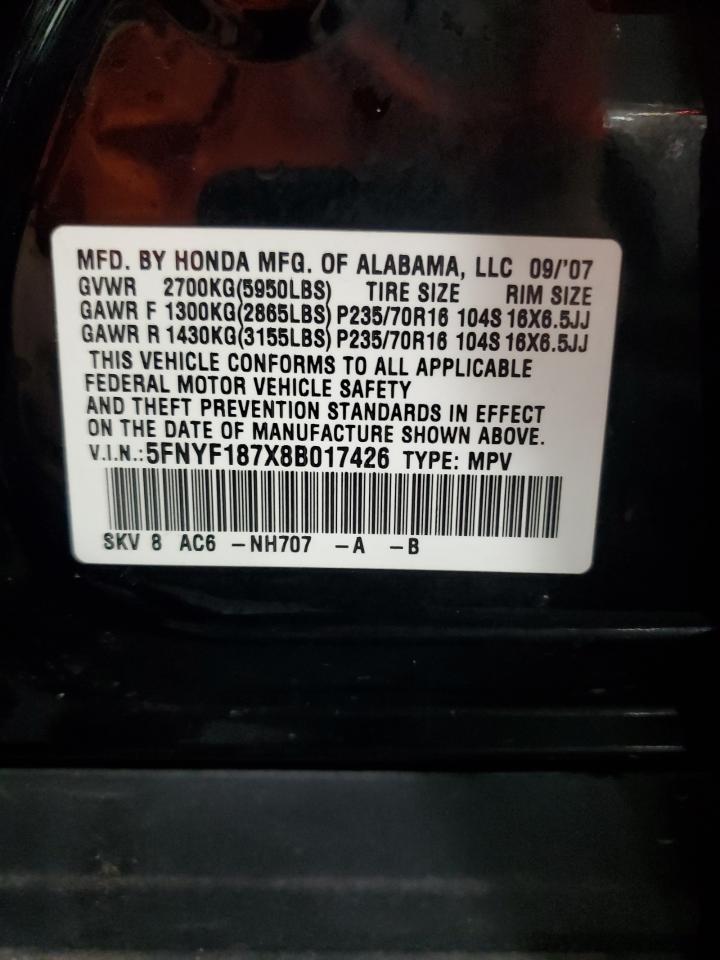 MFD. BY HONDA MFG. OF ALABAMA, LLC 09/'07
GVWR 2700KG(5950LBS) TIRE SIZE RIM SIZE
GAWR F 1300KG(2865LBS) P235/70R16 104S 16X6.5JJ
GAWR R 1430KG(3155LBS) P235/70R16 104S 16X6.5JJ
THIS VEHICLE CONFORMS TO ALL APPLICABLE
FEDERAL MOTOR VEHICLE SAFETY
AND THEFT PREVENTION STANDARDS IN EFFECT
ON THE DATE OF MANUFACTURE SHOWN ABOVE.
V.I.N.:5FNYF187X8B017426 TYPE: MPV
SKV 8 AC6 -NH707 -A -B